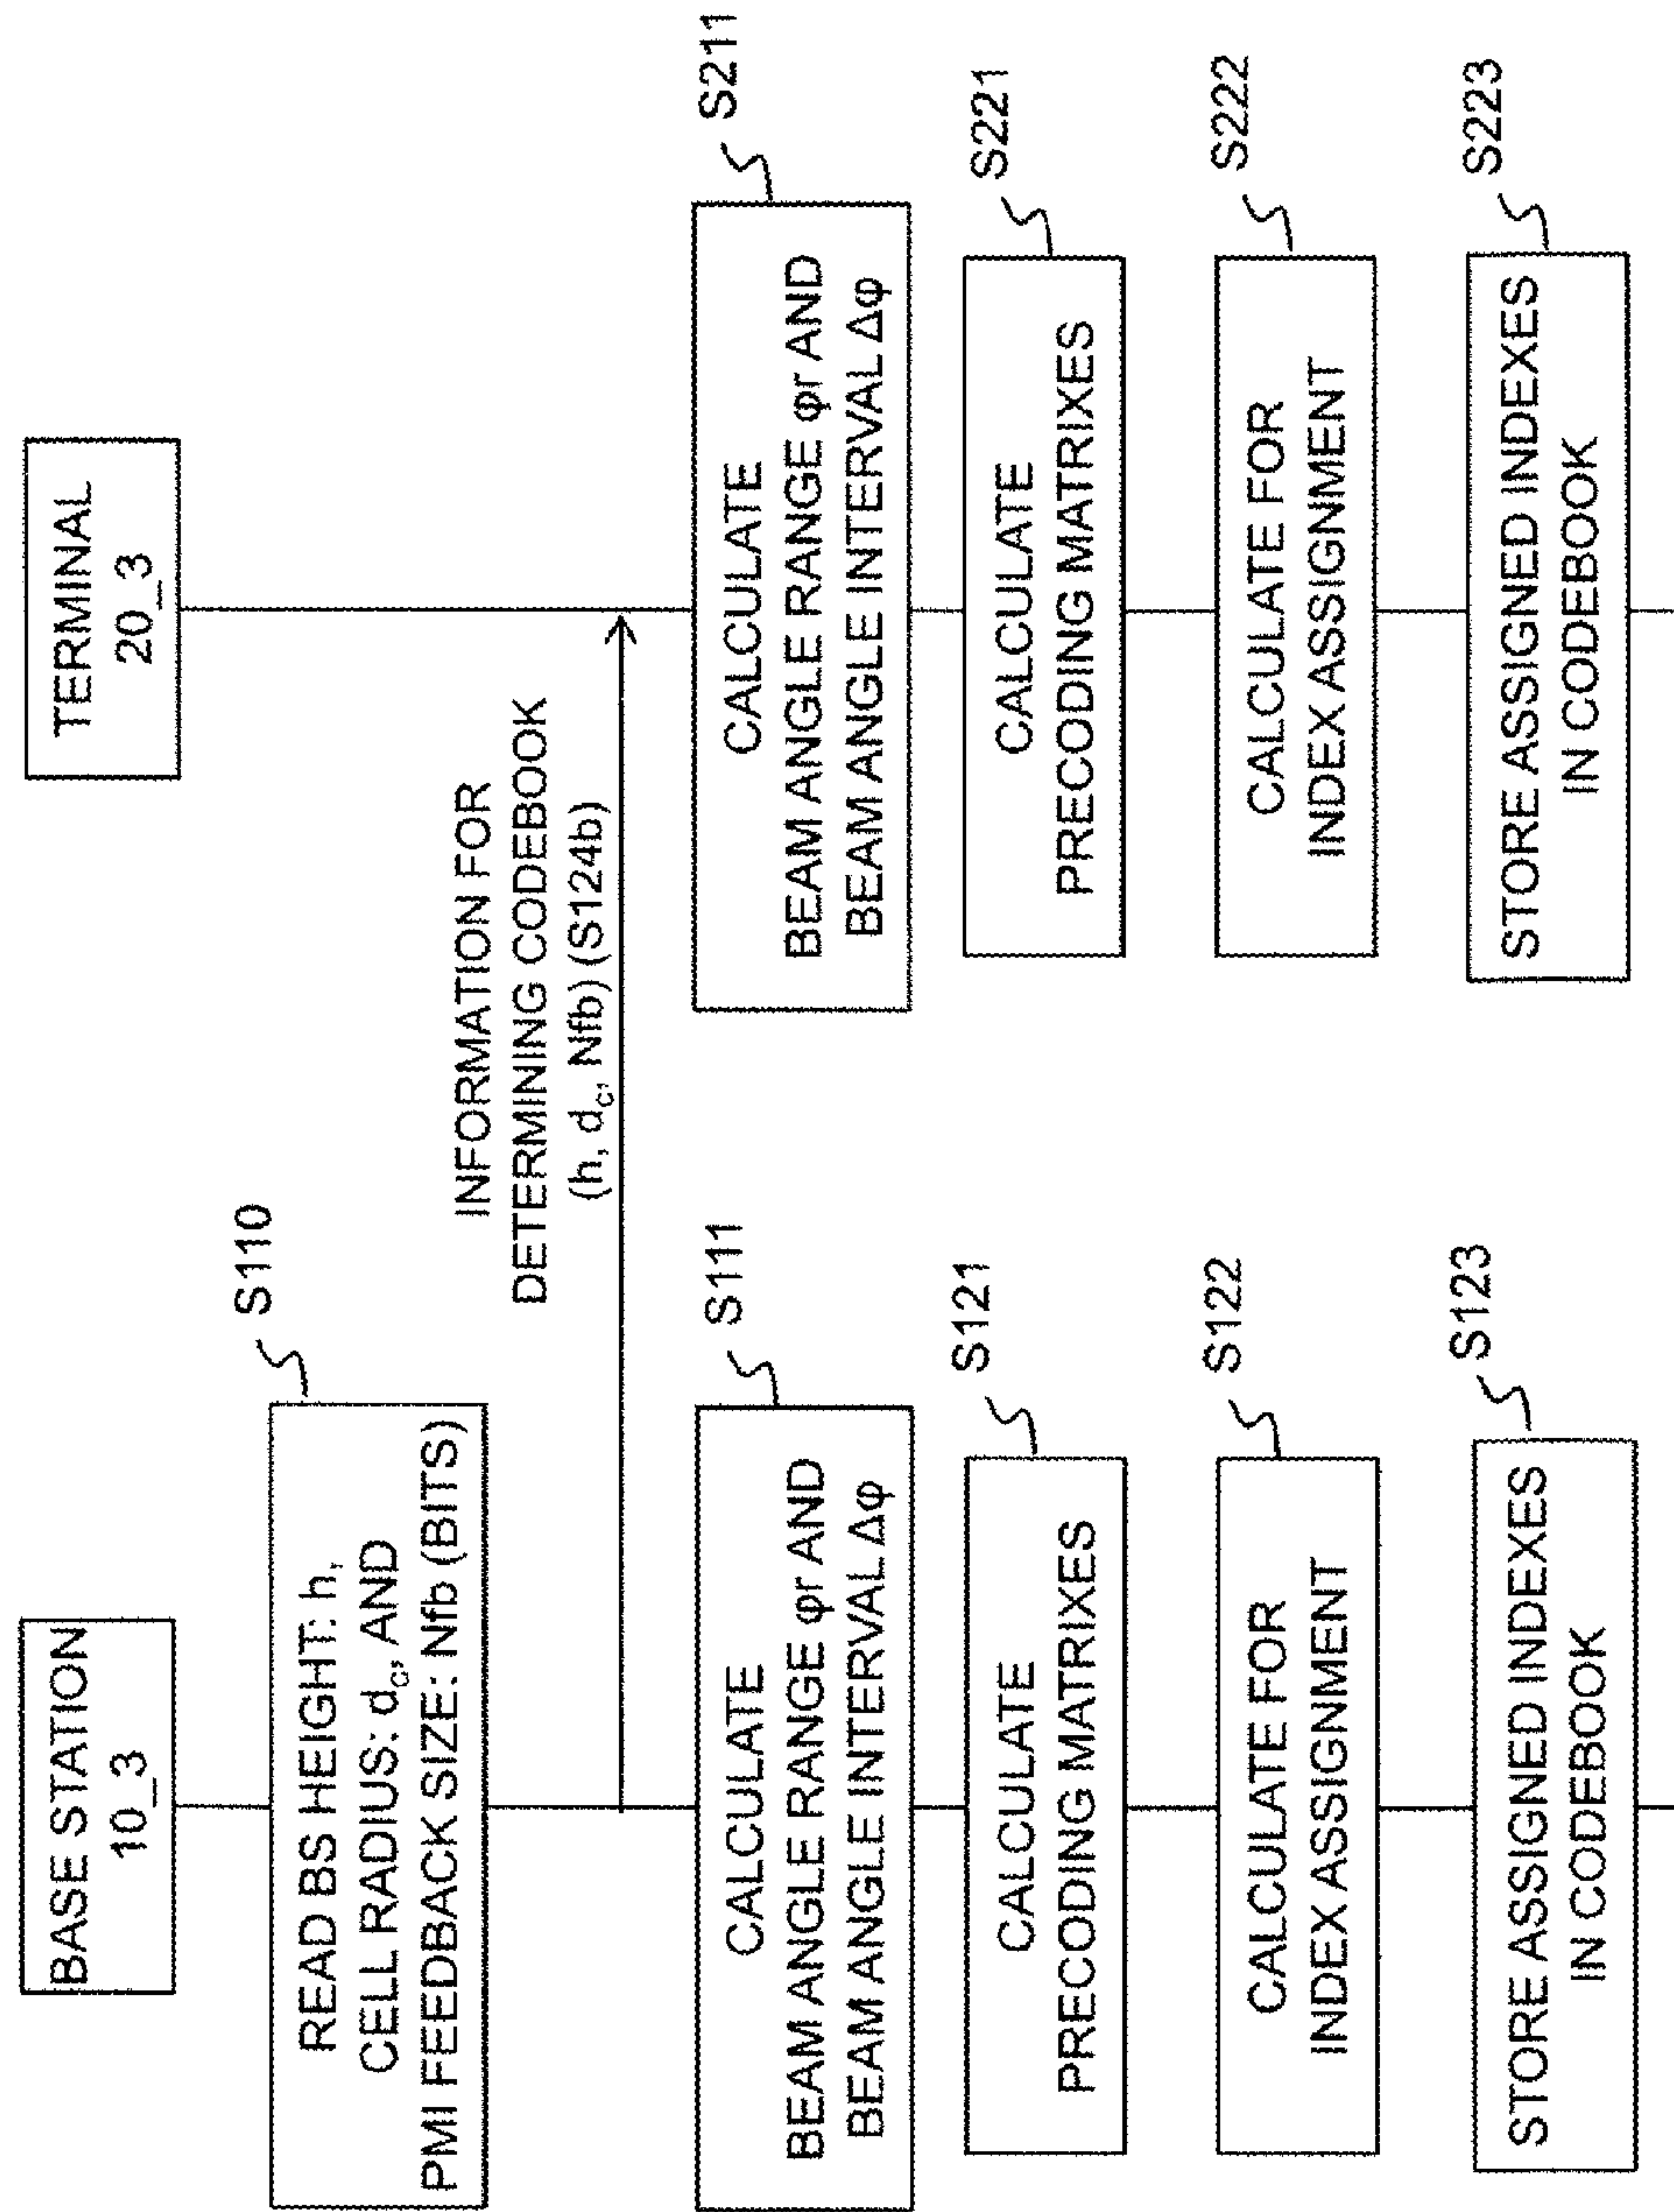 BASE STATION
10_3
TERMINAL
20_3
S110
READ BS HEIGHT: h,
CELL RADIUS: dc, AND
PMI FEEDBACK SIZE: Nfb (BITS)
INFORMATION FOR
DETERMINING CODEBOOK
(h, dc, Nfb) (S124b)
S111
CALCULATE
BEAM ANGLE RANGE φr AND
BEAM ANGLE INTERVAL Δφ
S211
CALCULATE
BEAM ANGLE RANGE φr AND
BEAM ANGLE INTERVAL Δφ
S121
CALCULATE
PRECODING MATRIXES
S221
CALCULATE
PRECODING MATRIXES
S122
CALCULATE FOR
INDEX ASSIGNMENT
S222
CALCULATE FOR
INDEX ASSIGNMENT
S123
STORE ASSIGNED INDEXES
IN CODEBOOK
S223
STORE ASSIGNED INDEXES
IN CODEBOOK